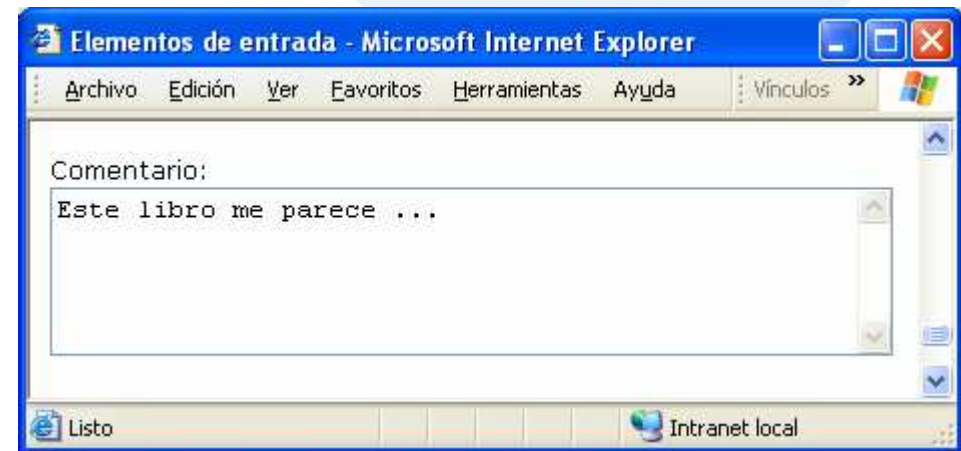 Elementos de entrada - Microsoft Internet Explorer
Archivo Edición Ver Favoritos Herramientas Ayuda Vínculos »
Comentario:
Este libro me parece ...
Listo Intranet local